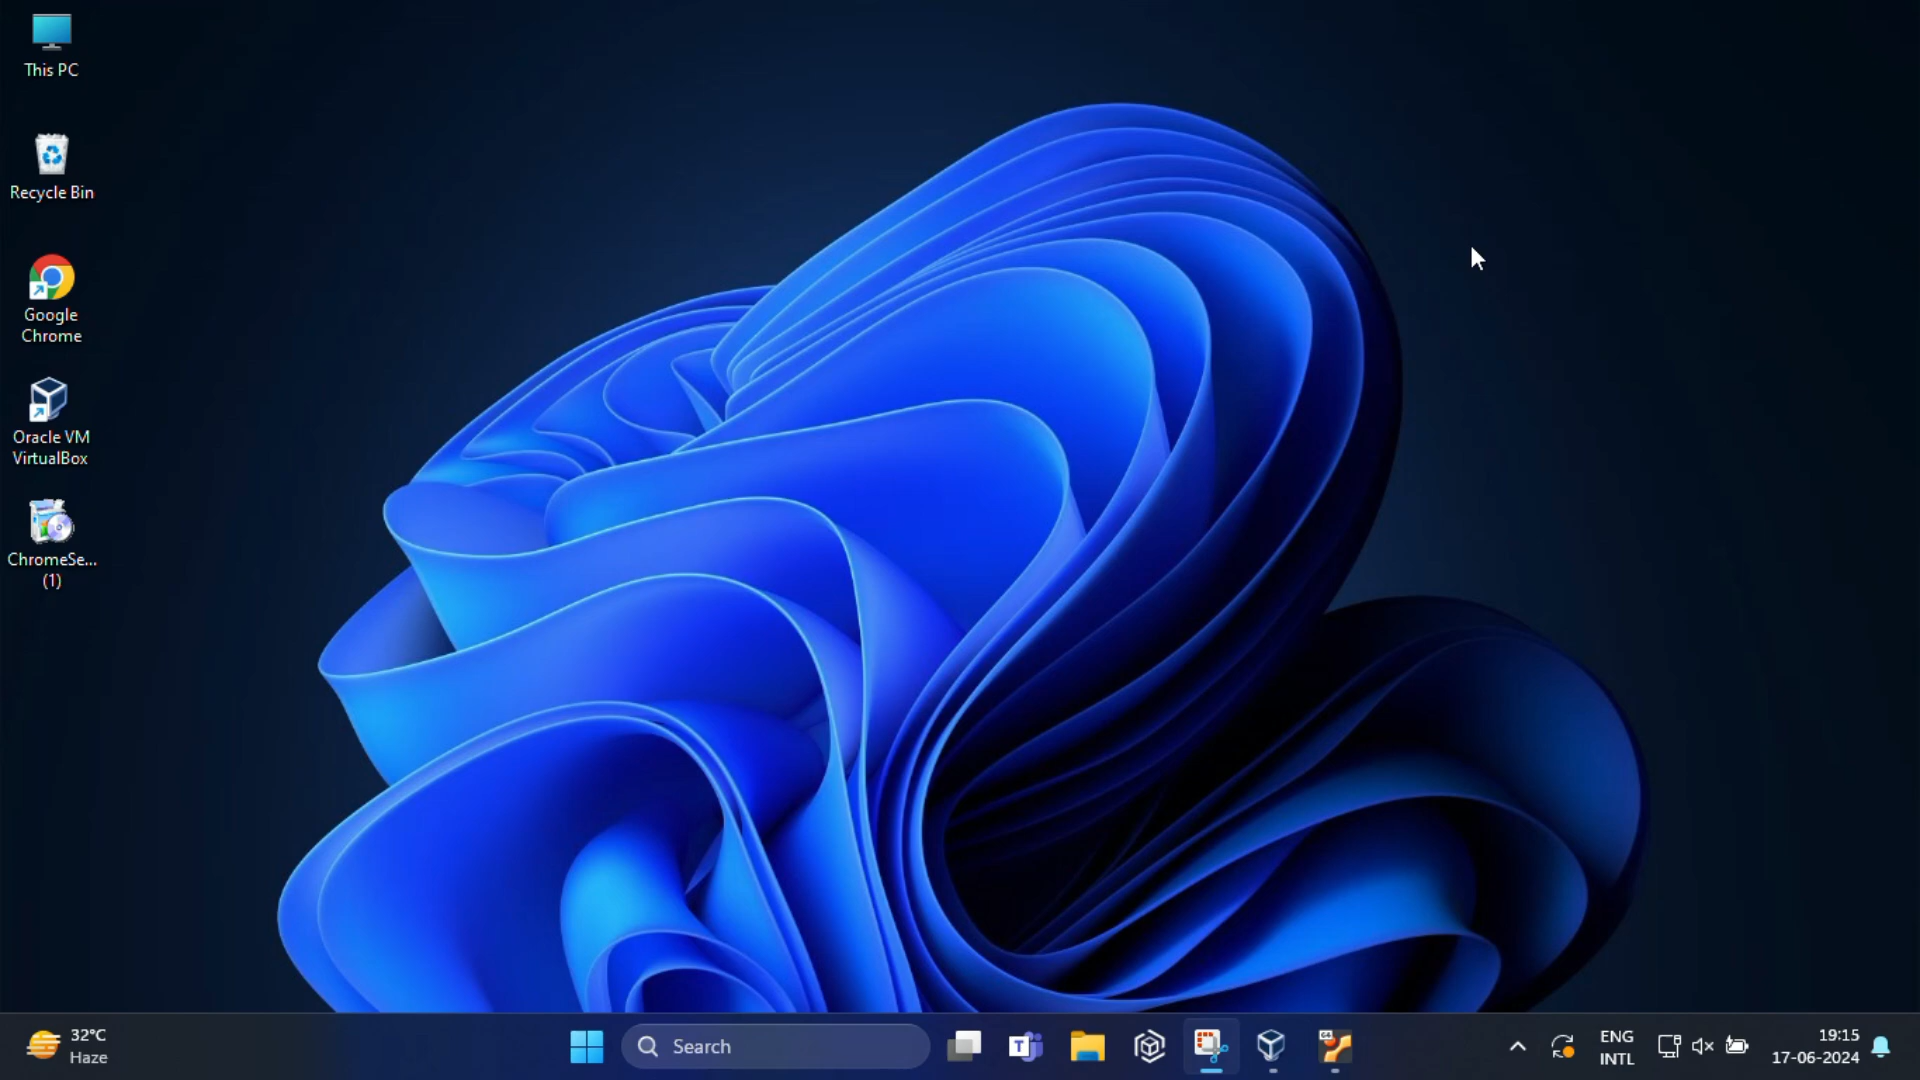 This PC
Recycle Bin
Google
Chrome
Oracle VM
VirtualBox
ChromeSe...
(1)
32°C
Haze
Search
T
64
ENG
INTL
19:15
17-06-2024